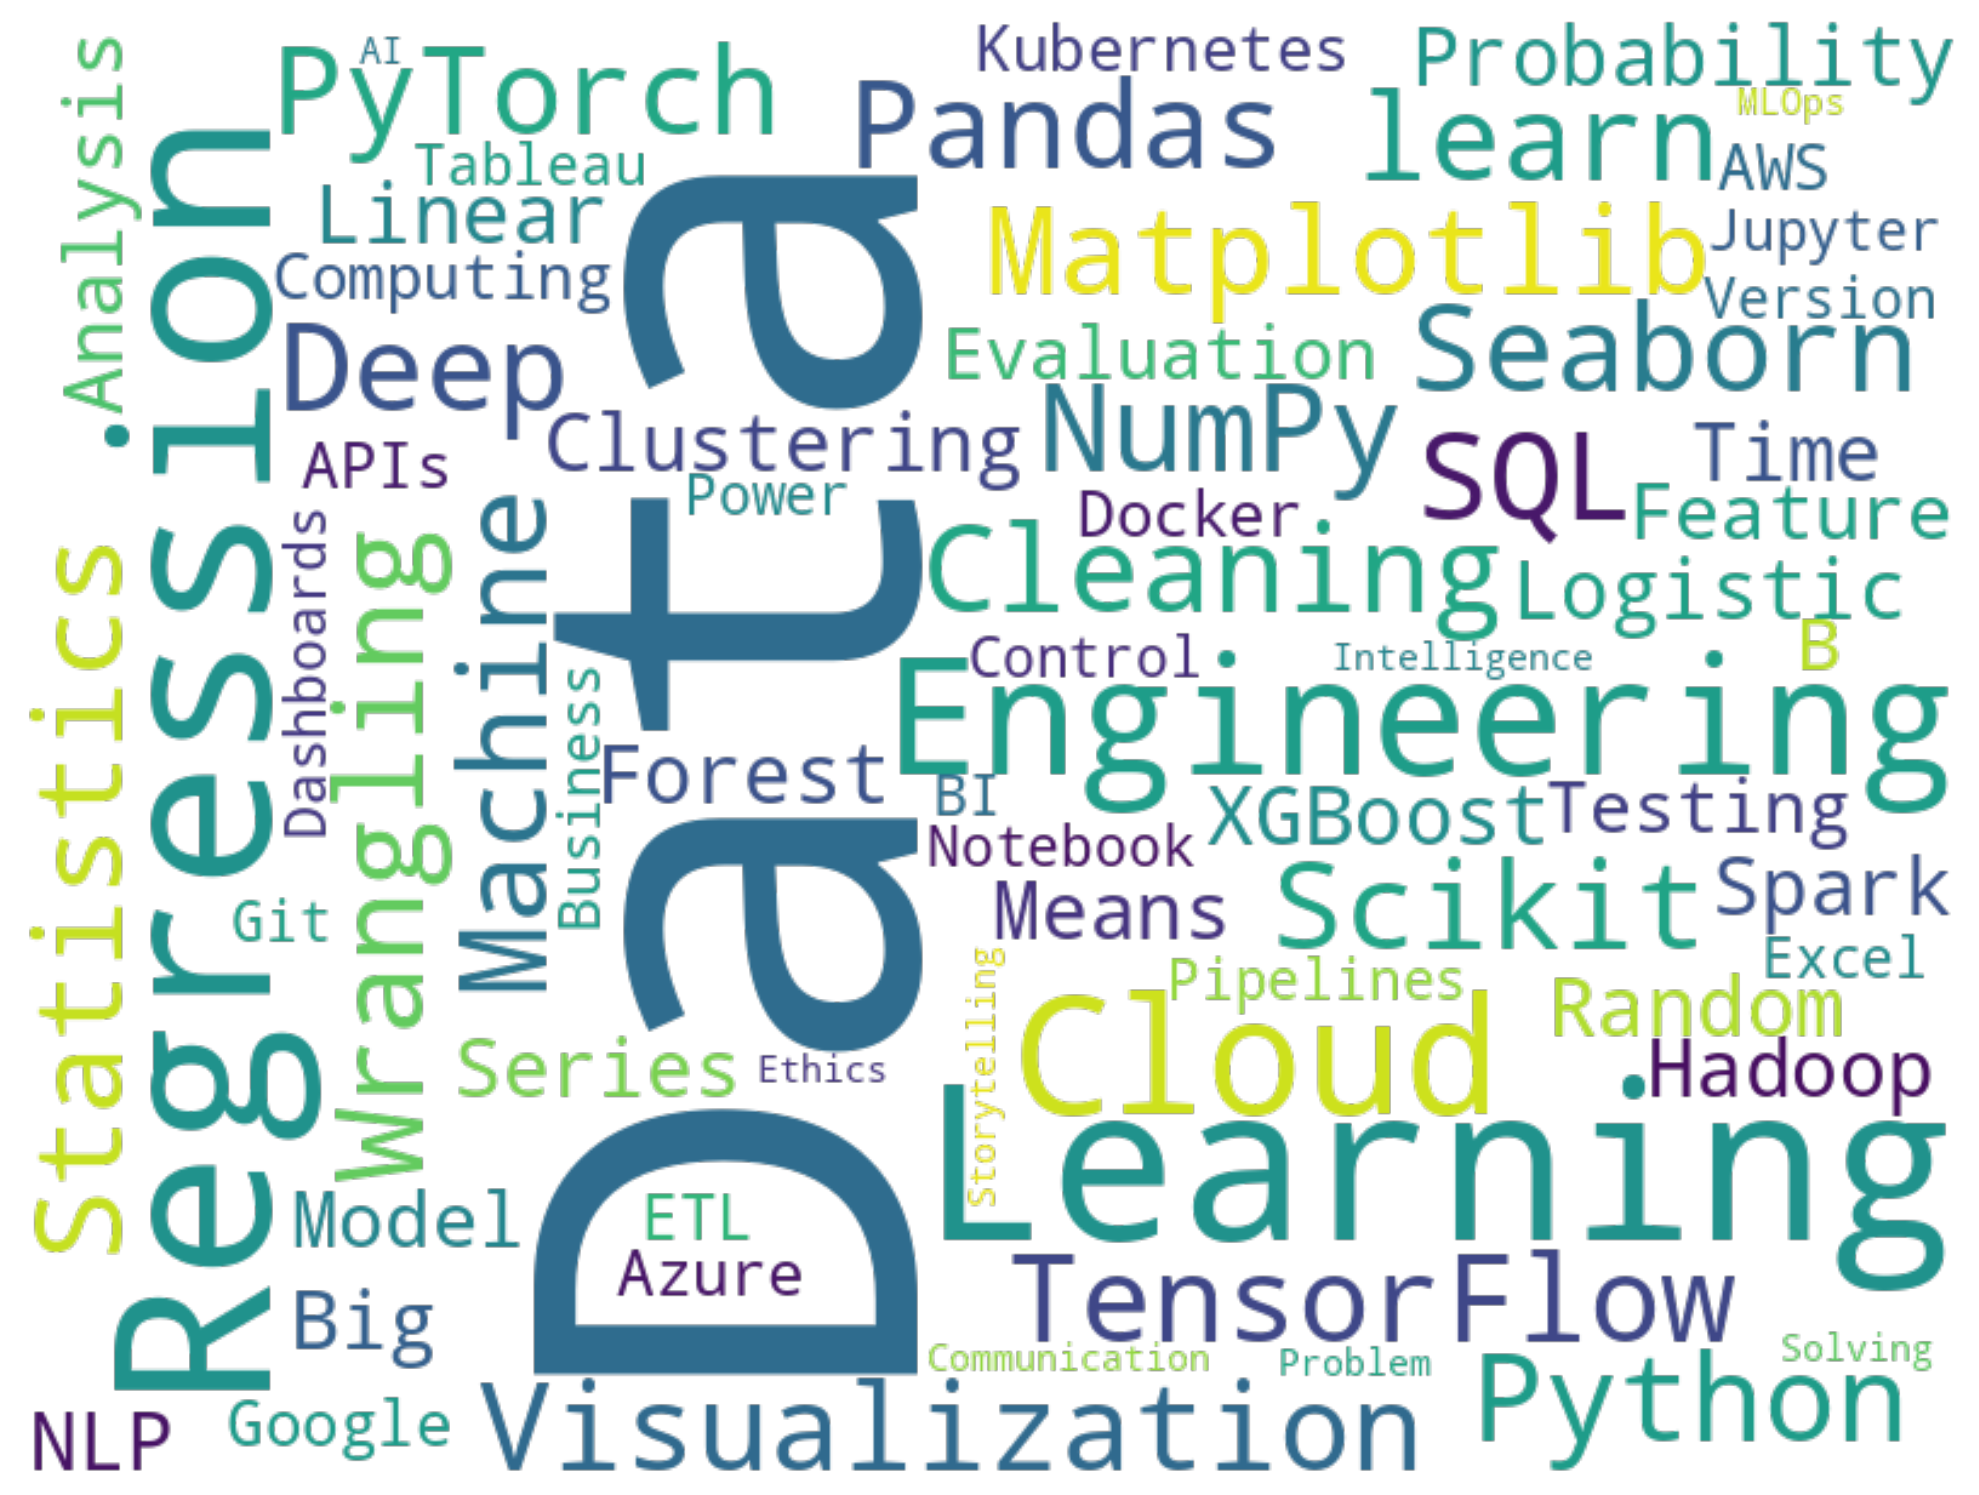 Analysis
Statistics
Regression
PyTorch
AI
Tableau
Linear
Computing
Deep
APIs
Dashboards
Wrangling
Machine
Business
Git
Series
Model
Big
NLP
Google
Data
Clustering
Power
Forest
Ethics
ETL
Azure
Visualization
Kubernetes
Pandas
Probability
MLOps
learn
AWS
Matplotlib
Jupyter
Version
Evaluation
Seaborn
NumPy
SQL
Time
Docker
Feature
Cleaning
Logistic
Control
Intelligence
B
Engineering
BI
XGBoost
Testing
Notebook
Means
Scikit
Spark
Storytelling
Pipelines
Excel
Cloud
Random
Hadoop
Learning
TensorFlow
Communication
Problem
Solving
Python